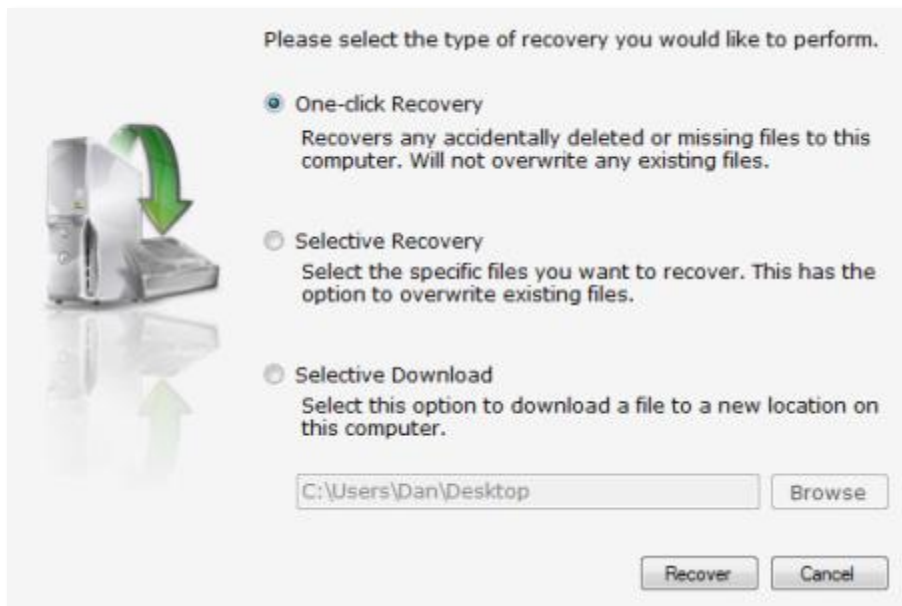 Please select the type of recovery you would like to perform.
One-click Recovery
Recovers any accidentally deleted or missing files to this
computer. Will not overwrite any existing files.
Selective Recovery
Select the specific files you want to recover. This has the
option to overwrite existing files.
Selective Download
Select this option to download a file to a new location on
this computer.
C:\Users\Dan\Desktop
Browse
Recover
Cancel